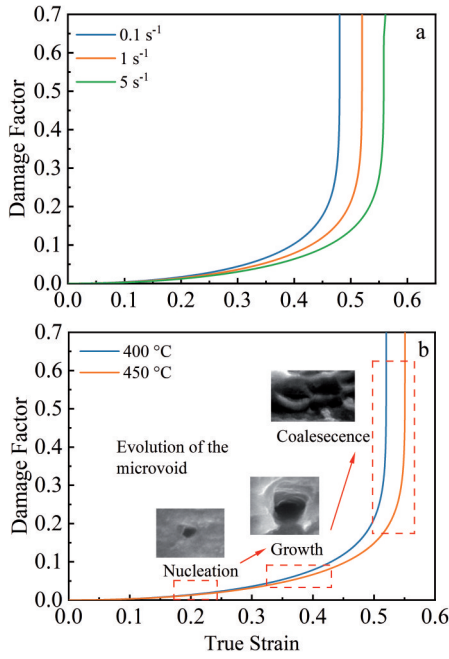 0.7
0.6
0.5
0.4
0.3
0.2
0.1
0.0
Damage Factor
0.1 s⁻¹
1 s⁻¹
5 s⁻¹
a
0.0 0.1 0.2 0.3 0.4 0.5 0.6
0.7
0.6
0.5
0.4
0.3
0.2
0.1
0.0
Damage Factor
400 °C
450 °C
b
Evolution of the
microvoid
Coalesecence
Growth
Nucleation
0.0 0.1 0.2 0.3 0.4 0.5 0.6
True Strain